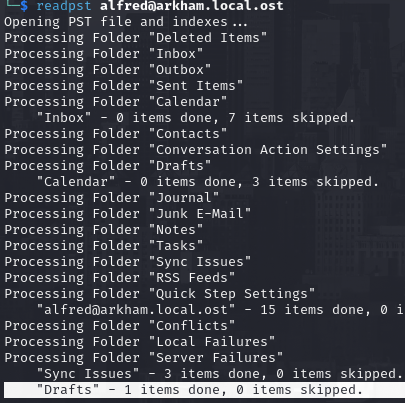 └─$ readpst alfred@arkham.local.ost
Opening PST file and indexes...
Processing Folder "Deleted Items"
Processing Folder "Inbox"
Processing Folder "Outbox"
Processing Folder "Sent Items"
Processing Folder "Calendar"
"Inbox" - 0 items done, 7 items skipped.
Processing Folder "Contacts"
Processing Folder "Conversation Action Settings"
Processing Folder "Drafts"
"Calendar" - 0 items done, 3 items skipped.
Processing Folder "Journal"
Processing Folder "Junk E-Mail"
Processing Folder "Notes"
Processing Folder "Tasks"
Processing Folder "Sync Issues"
Processing Folder "RSS Feeds"
Processing Folder "Quick Step Settings"
"alfred@arkham.local.ost" - 15 items done, 0 i
Processing Folder "Conflicts"
Processing Folder "Local Failures"
Processing Folder "Server Failures"
"Sync Issues" - 3 items done, 0 items skipped.
"Drafts" - 1 items done, 0 items skipped.